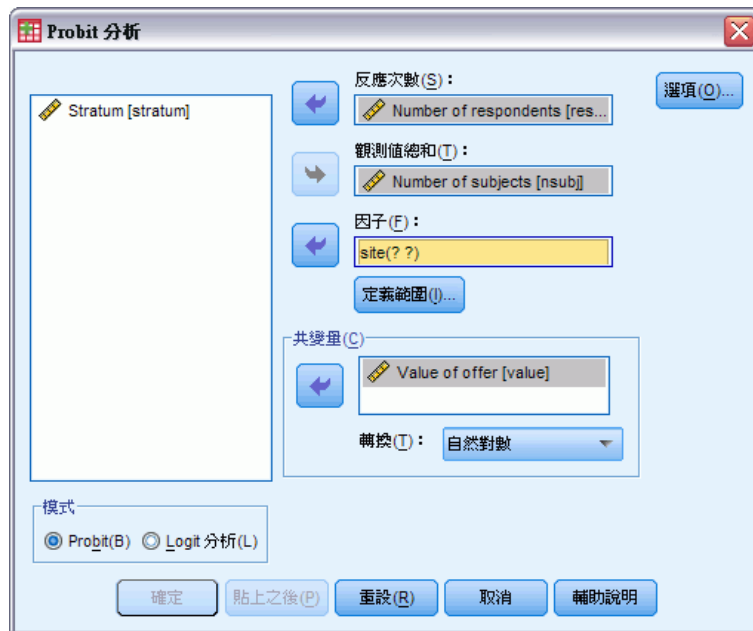 Probit 分析
反應次數(S)：
選項(O)...
Stratum [stratum]
Number of respondents [res...
觀測值總和(T)：
Number of subjects [nsubj]
因子(F)：
site(? ?)
定義範圍(I)...
共變量(C)
Value of offer [value]
轉換(T)：
自然對數
模式
Probit(B)
Logit 分析(L)
確定
貼上之後(P)
重設(R)
取消
輔助說明